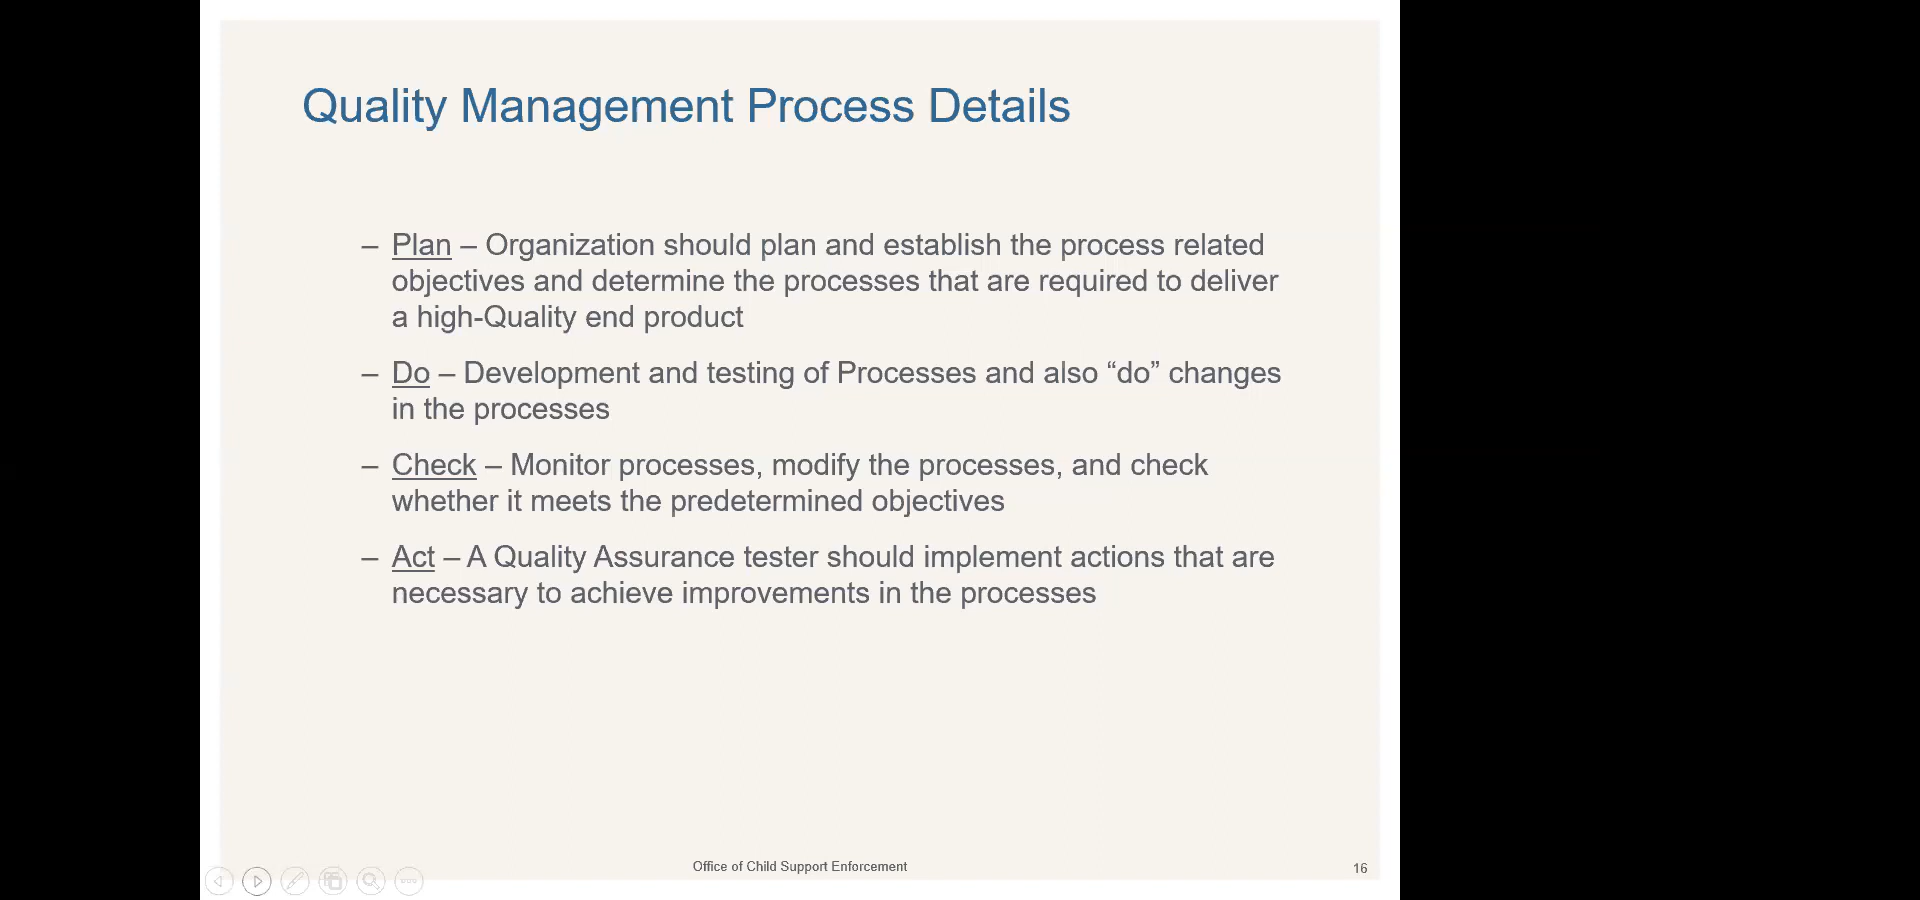 Quality Management Process Details
– Plan – Organization should plan and establish the process related
objectives and determine the processes that are required to deliver
a high-Quality end product
– Do – Development and testing of Processes and also “do” changes
in the processes
– Check – Monitor processes, modify the processes, and check
whether it meets the predetermined objectives
– Act – A Quality Assurance tester should implement actions that are
necessary to achieve improvements in the processes
Office of Child Support Enforcement
16